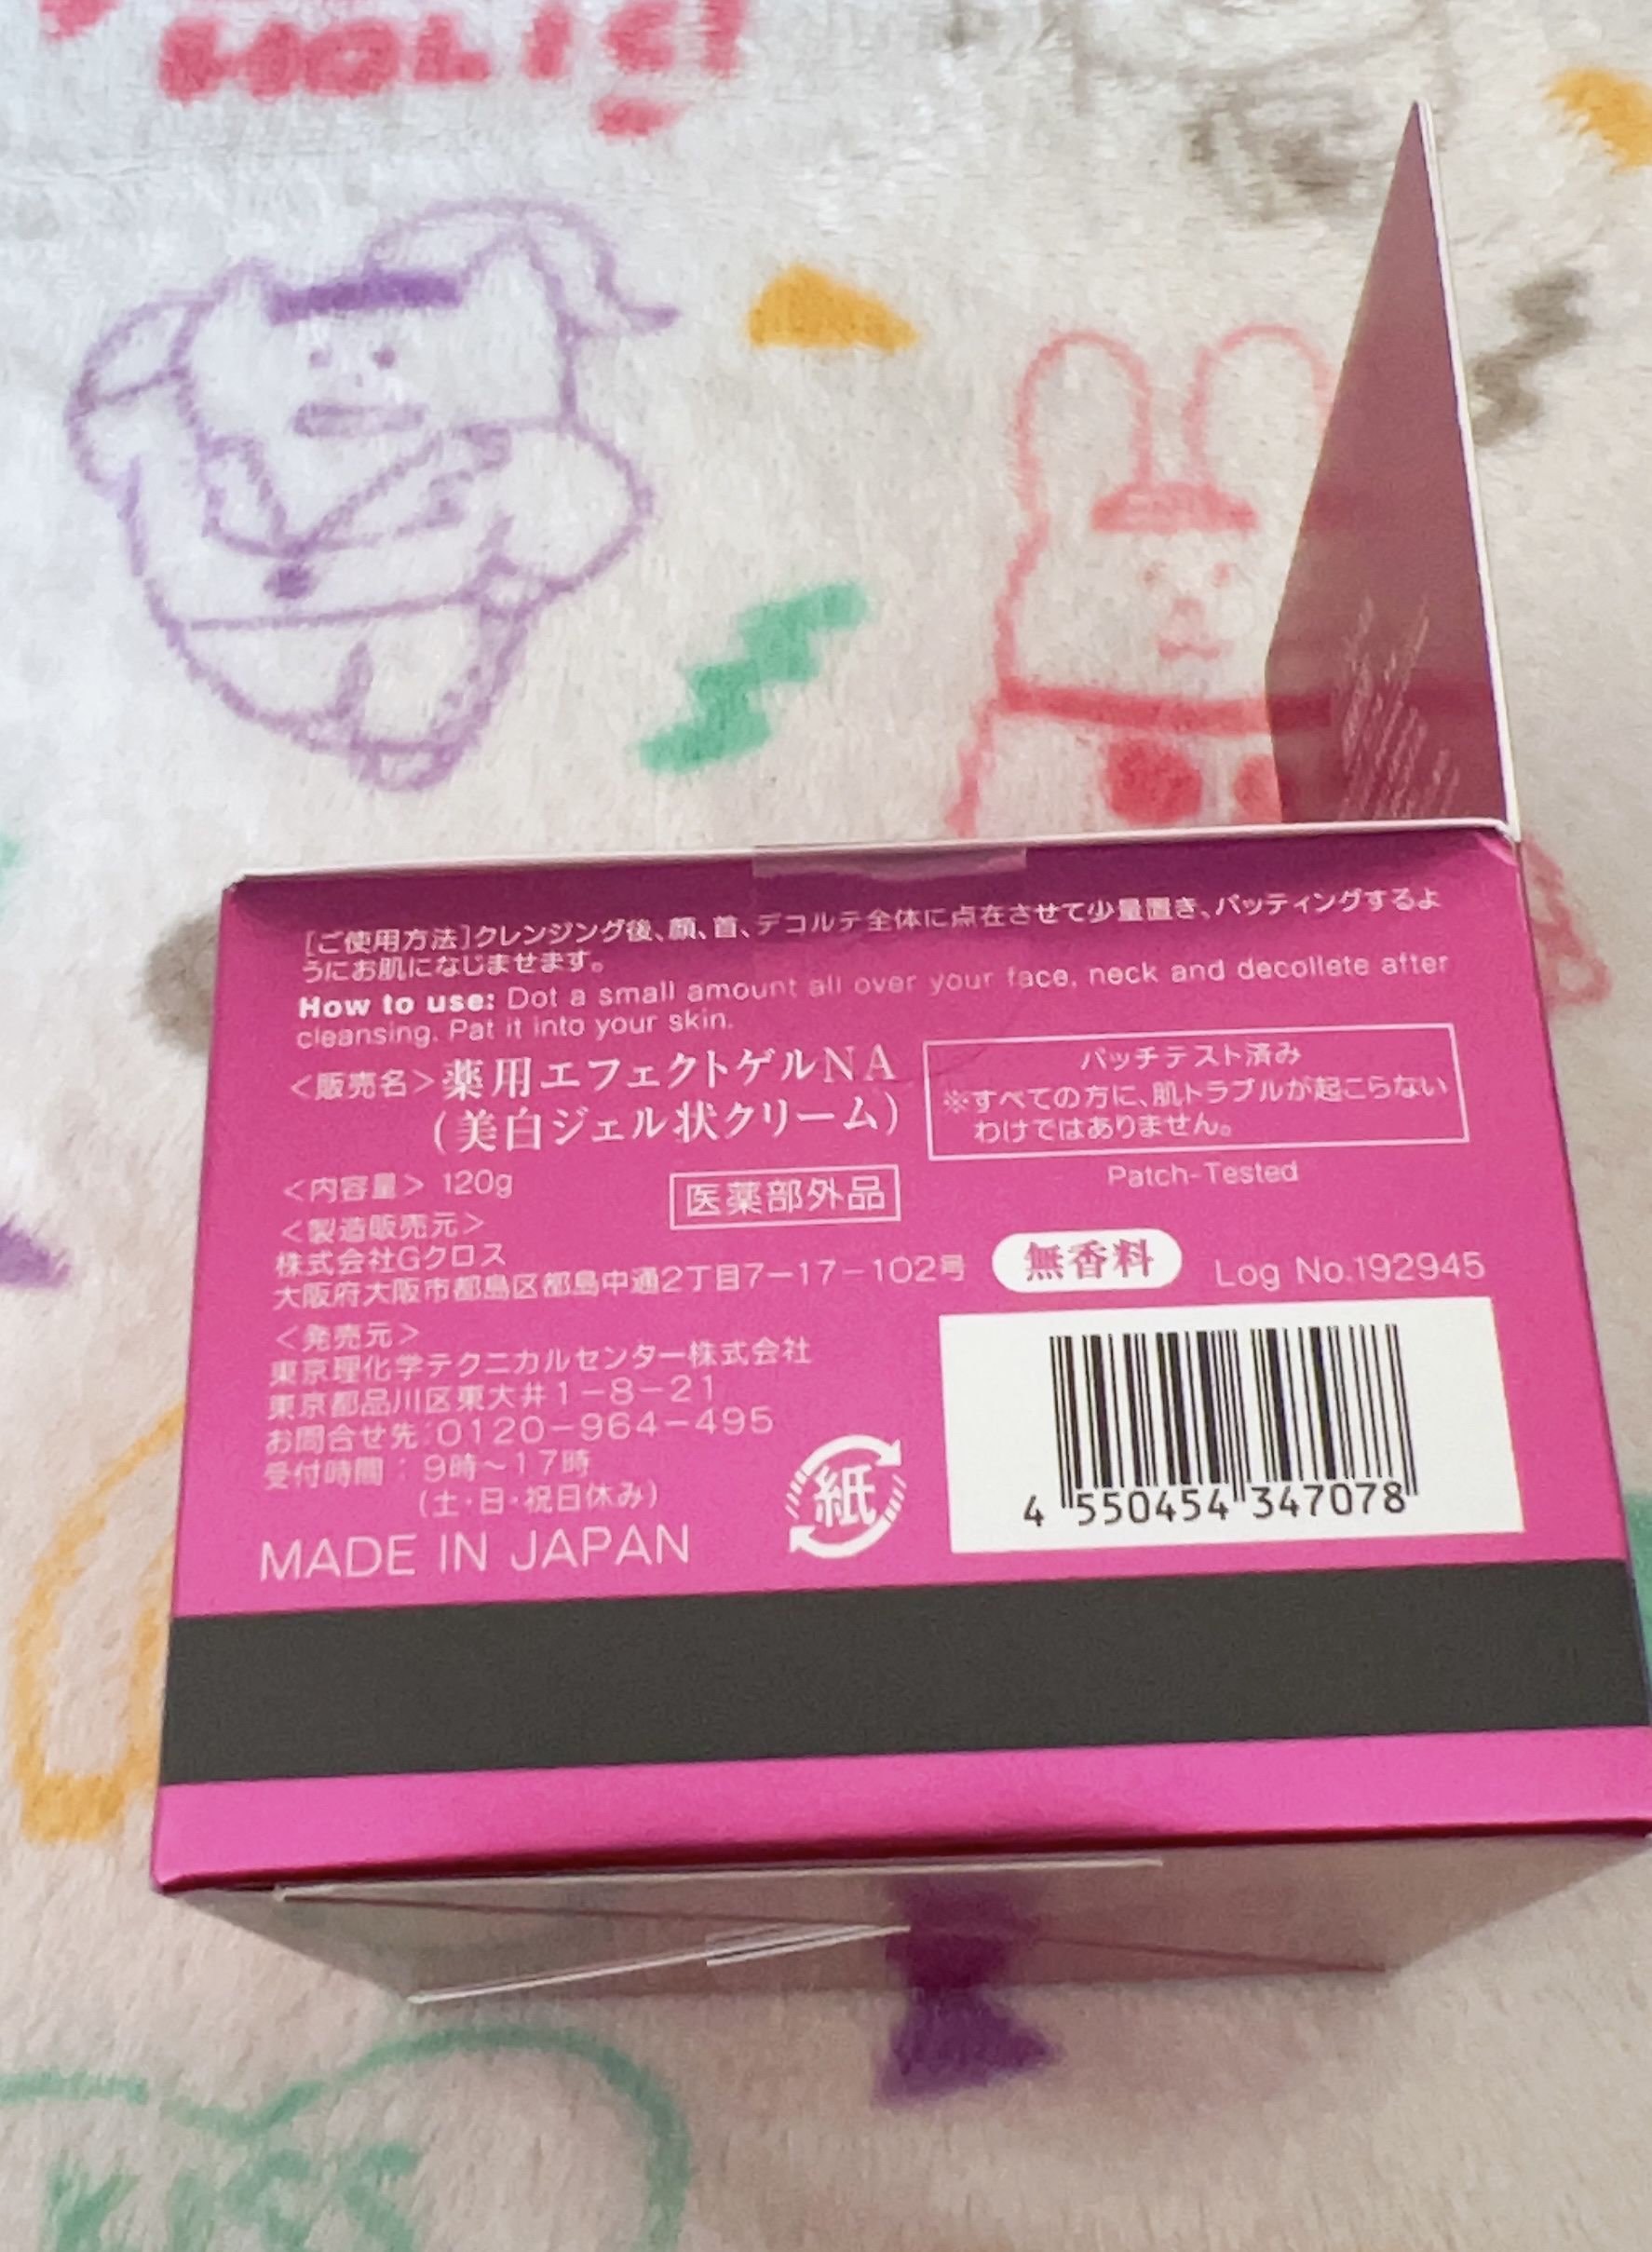 [ご使用方法]クレンジング後、顔、首、デコルテ全体に点在させて少量置き、パッティングするよ
うにお肌になじませます。
How to use: Dot a small amount all over your face, neck and decollete after
cleansing. Pat it into your skin.
<販売名>薬用エフェクトゲルNA
(美白ジェル状クリーム)
パッチテスト済み
※すべての方に、肌トラブルが起こらない
わけではありません。
Patch-Tested
<内容量> 120g
医薬部外品
<製造販売元>
株式会社Gクロス
大阪府大阪市都島区都島中通2丁目7-17-102号
無香料
Log No.192945
<発売元>
東京理化学テクニカルセンター株式会社
東京都品川区東大井1-8-21
お問合せ先:0120-964-495
受付時間:9時~17時
(土・日・祝日休み)
MADE IN JAPAN
紙
4 550454 347078
KISS